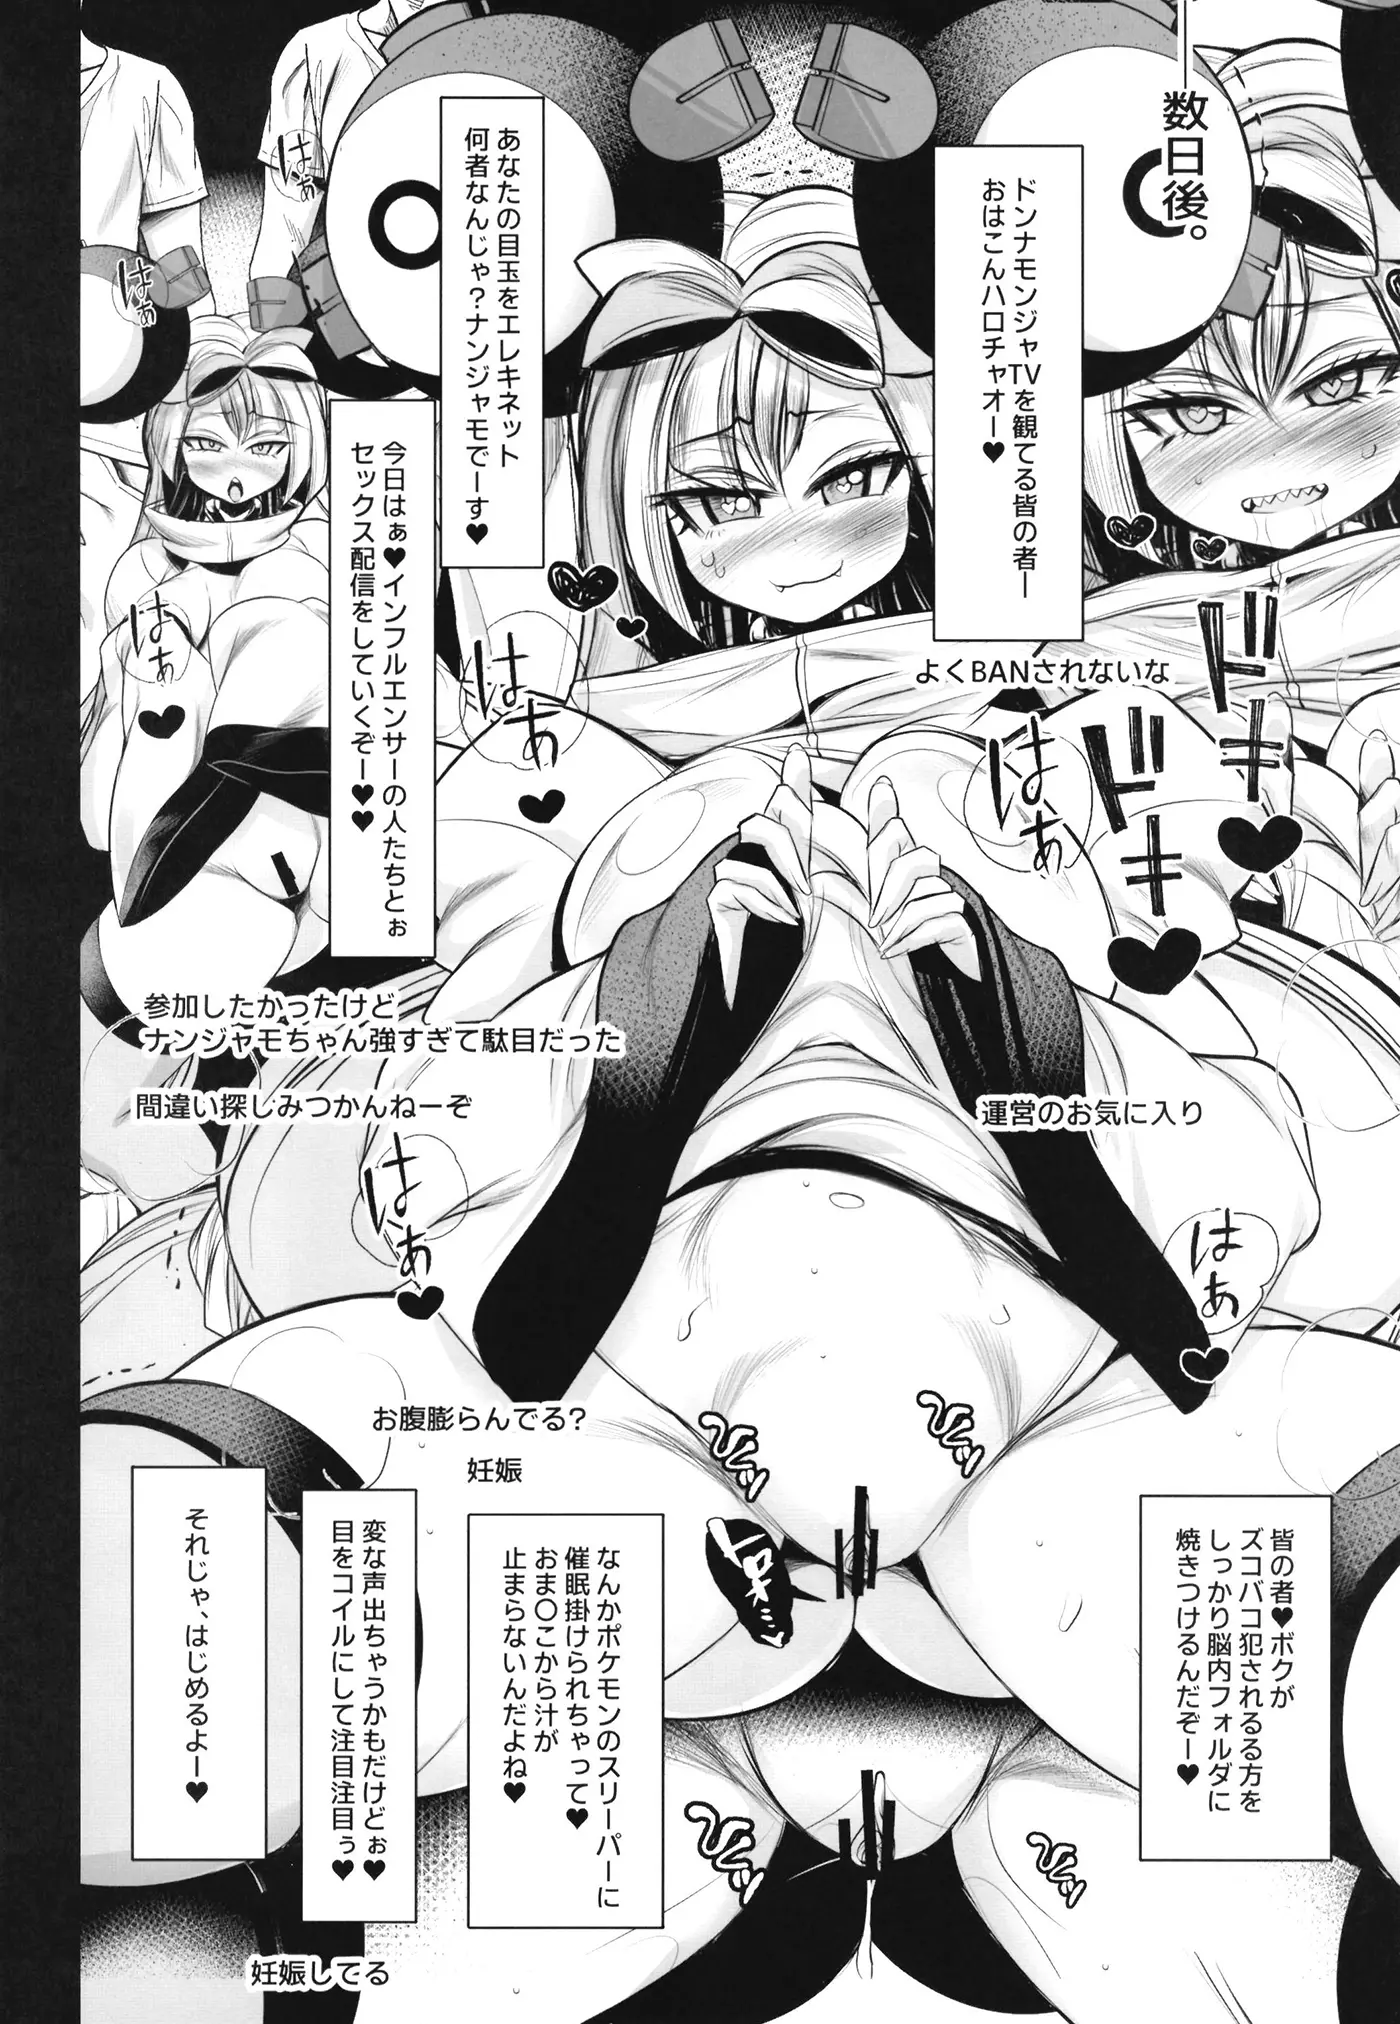 数日後。
ドンナモンジャTVを観てる皆の者ー
おはこんハロチャオー♥
あなたの目玉をエレキネット
何者なんじゃ?ナンジャモでーす♥
今日はぁ♥インフルエンサーの人たちとぉ
セックス配信をしていくぞー♥♥
はぁ
はぁ
はぁ
はぁ
はぁ
ドキ
ドキ
よくBANされないな
参加したかったけど
ナンジャモちゃん強すぎて駄目だった
間違い探しみつかんねーぞ
運営のお気に入り
はぁ
はぁ
お腹膨らんでる?
妊娠
皆の者♥ボクが
ズコバコ犯されるる方を
しっかり脳内フォルダに
焼きつけるんだぞー♥
なんかポケモンのスリーパーに
催眠掛けられちゃって♥
おま〇こから汁が
止まらないんだよね♥
変な声出ちゃうかもだけどぉ♥
目をコイルにして注目注目ぅ♥
それじゃ、はじめるよー♥
妊娠してる